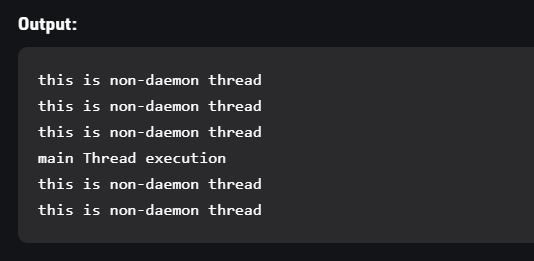 Output:
this is non-daemon thread
this is non-daemon thread
this is non-daemon thread
main Thread execution
this is non-daemon thread
this is non-daemon thread